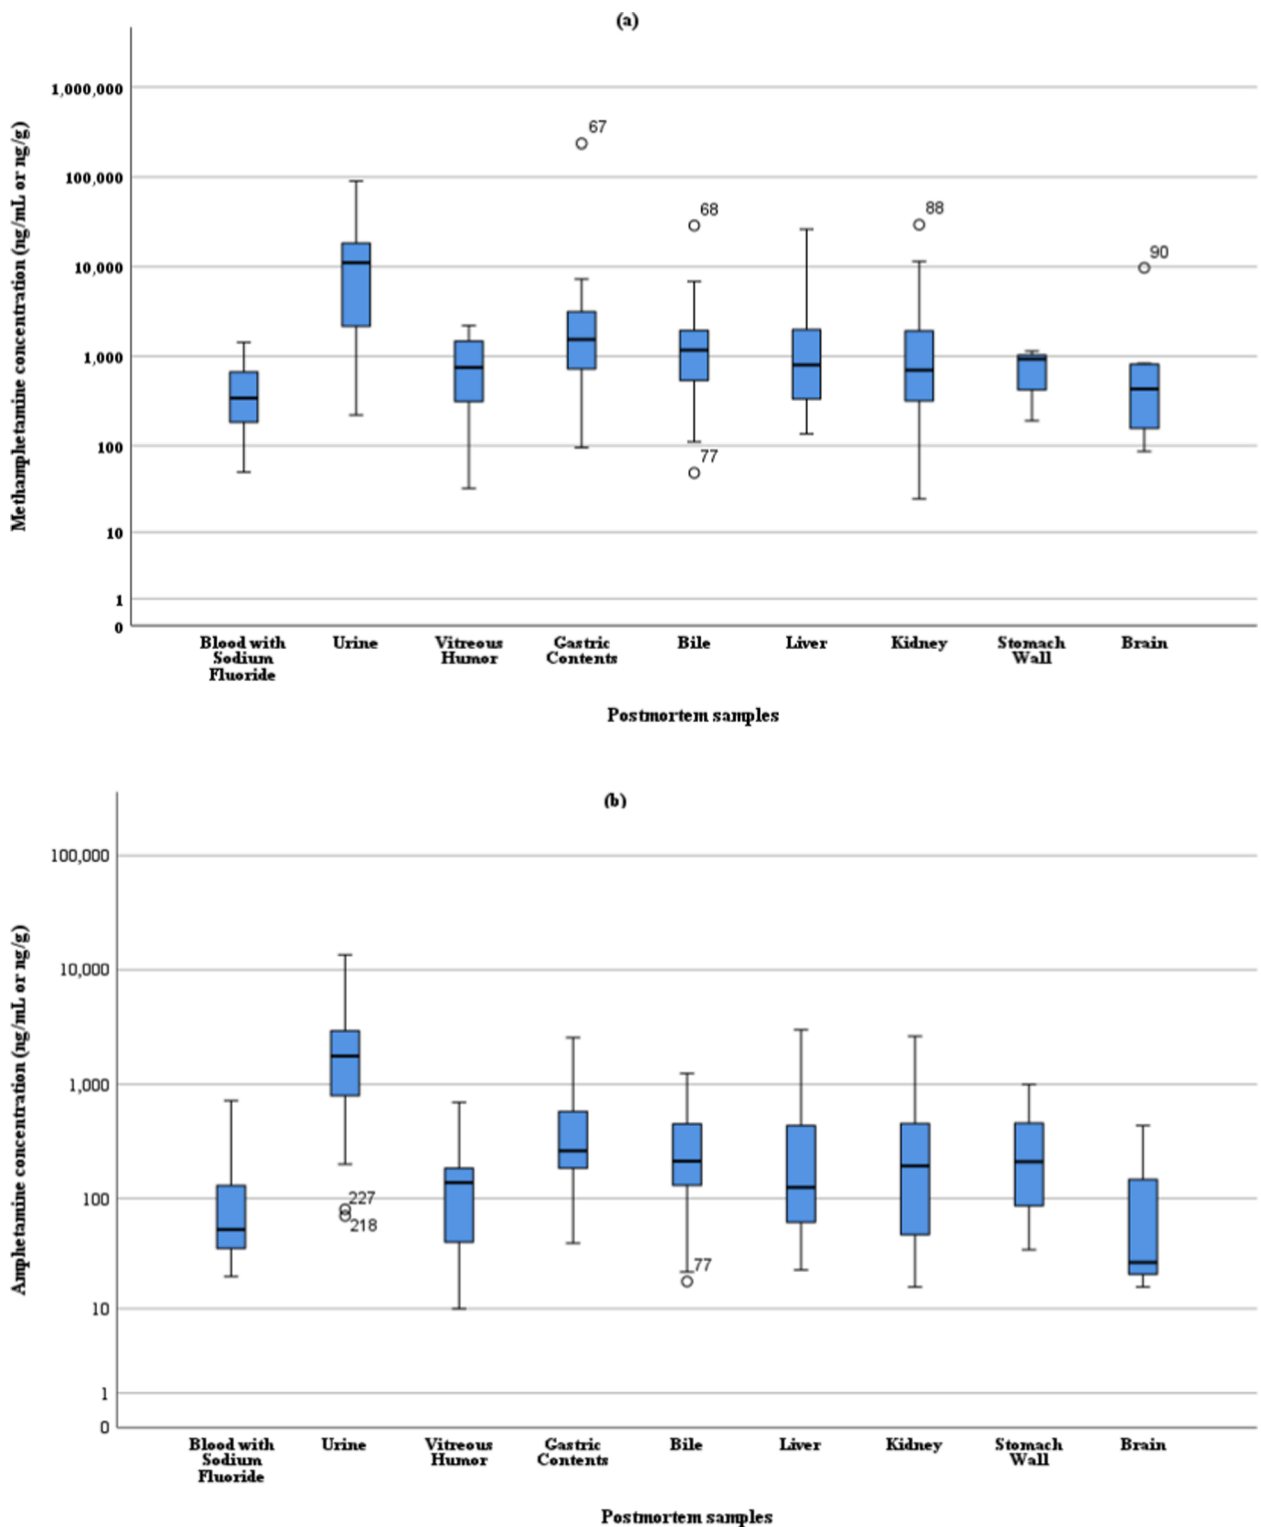 (a)
Methamphetamine concentration (ng/mL or ng/g)
1,000,000
100,000
10,000
1,000
100
10
1
0
67
68
77
88
90
Blood with
Sodium
Fluoride
Urine
Vitreous
Humor
Gastric
Contents
Bile
Liver
Kidney
Stomach
Wall
Brain
Postmortem samples
(b)
Amphetamine concentration (ng/mL or ng/g)
100,000
10,000
1,000
100
10
1
0
227
218
77
Blood with
Sodium
Fluoride
Urine
Vitreous
Humor
Gastric
Contents
Bile
Liver
Kidney
Stomach
Wall
Brain
Postmortem samples